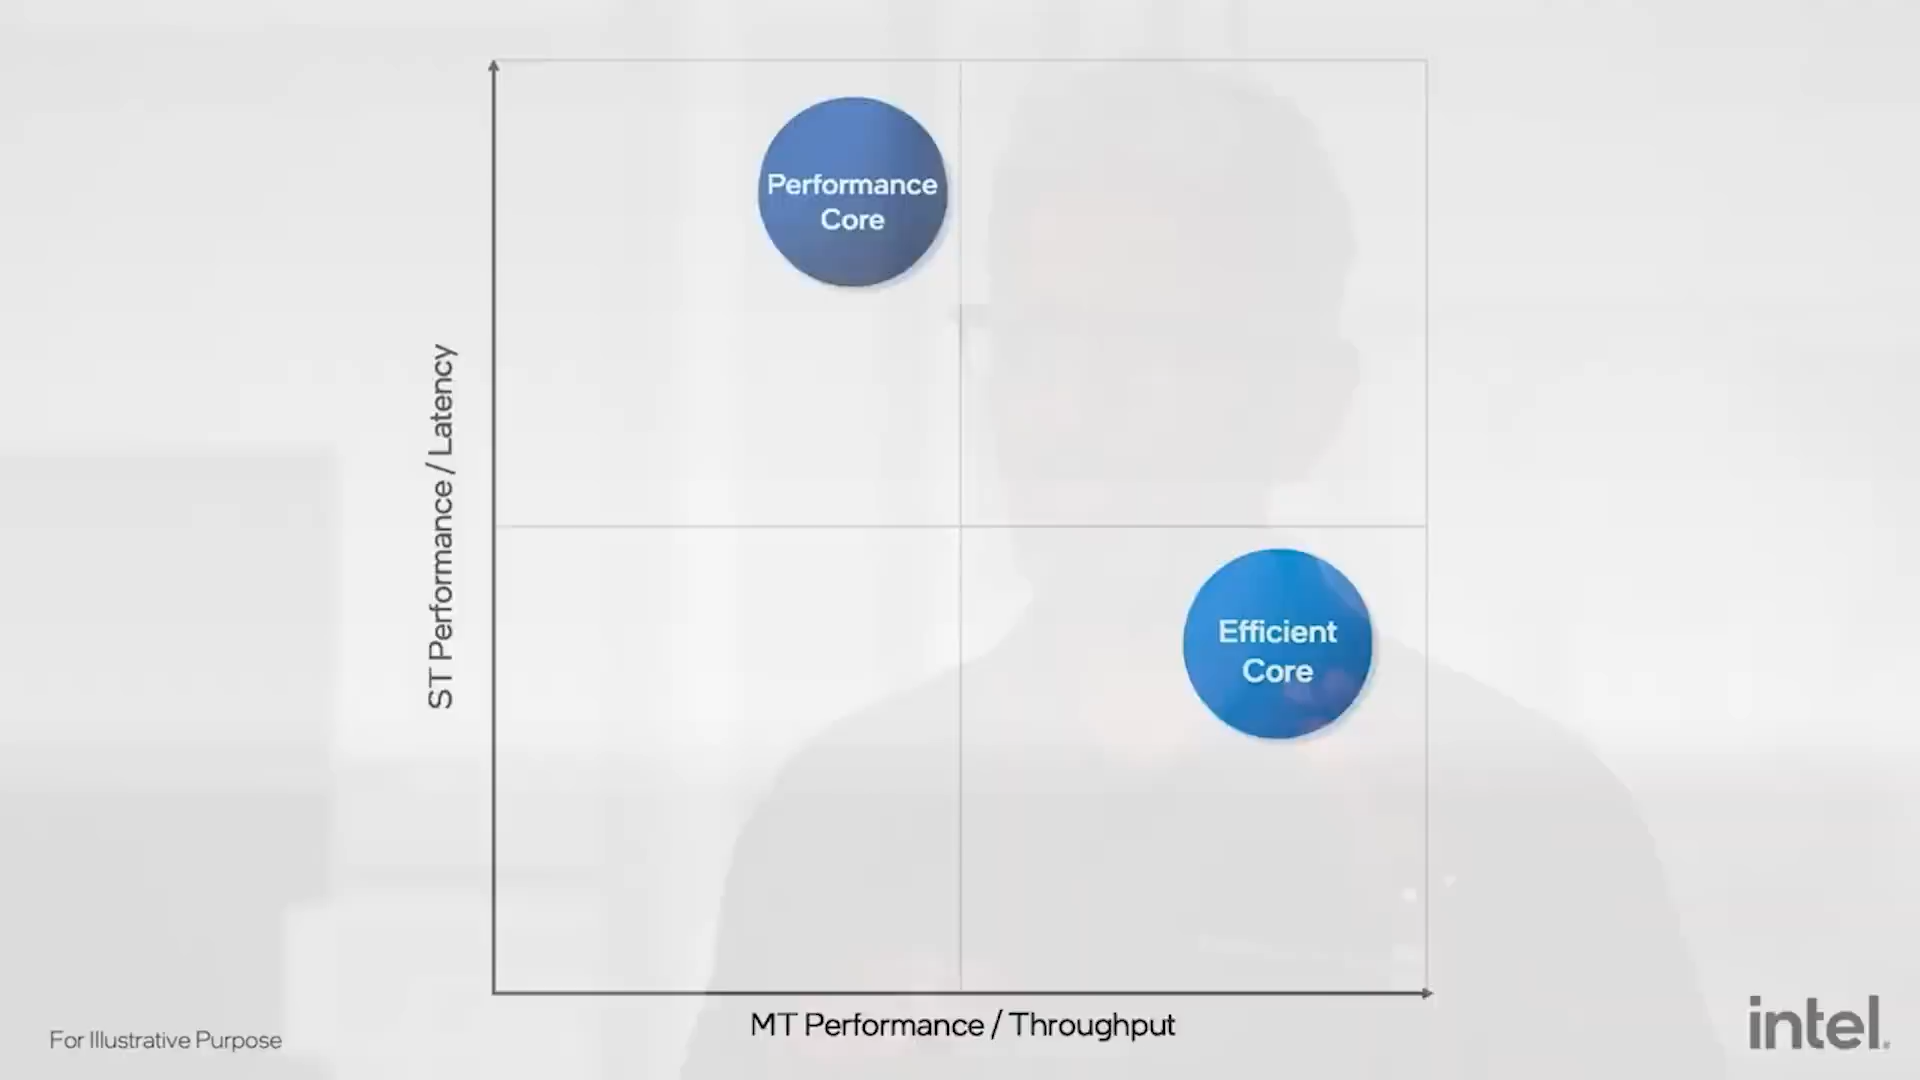 Performance
Core
Efficient
Core
ST Performance / Latency
MT Performance / Throughput
For Illustrative Purpose
intel.